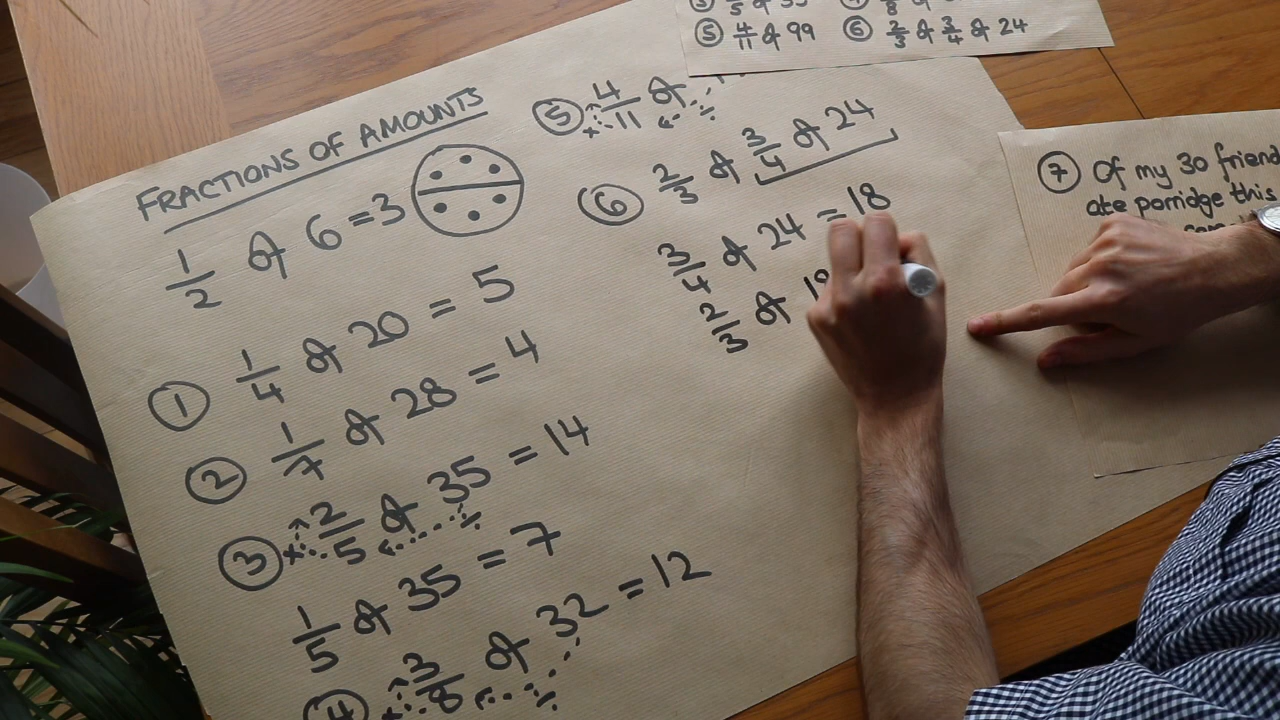 FRACTIONS OF AMOUNTS
1/2 of 6 = 3
① 1/4 of 20 = 5
② 1/7 of 28 = 4
③ 2/5 of 35 = 14
1/5 of 35 = 7
④ 3/8 of 32 = 12
⑤ 4/11 of
⑥ 2/3 of 3/4 of 24
3/4 of 24 = 18
2/3 of
⑤ 4/11 of 99 ⑥ 2/3 of 3/4 of 24
⑦ Of my 30 friend
ate porridge this